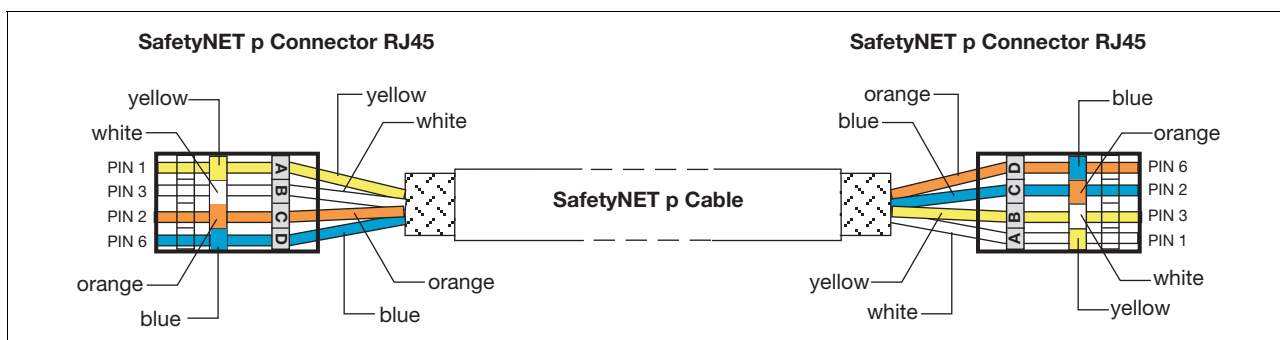 SafetyNET p Connector RJ45
SafetyNET p Connector RJ45
yellow
yellow
white
white
PIN 1
PIN 3
PIN 2
PIN 6
A
B
C
D
orange
orange
blue
blue
SafetyNET p Cable
orange
blue
blue
orange
D
C
B
A
PIN 6
PIN 2
PIN 3
PIN 1
yellow
white
white
yellow